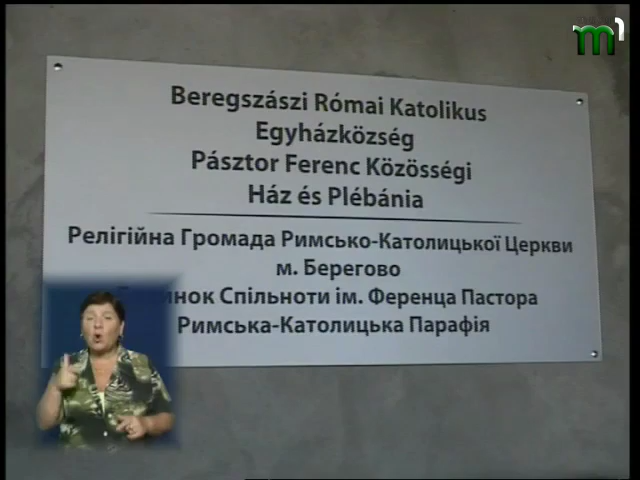 m1
Beregszászi Római Katolikus
Egyházközség
Pásztor Ferenc Közösségi
Ház és Plébánia
Релігійна Громада Римсько-Католицької Церкви
м. Берегово
Спільноти ім. Ференца Пастора
Римська-Католицька Парафія